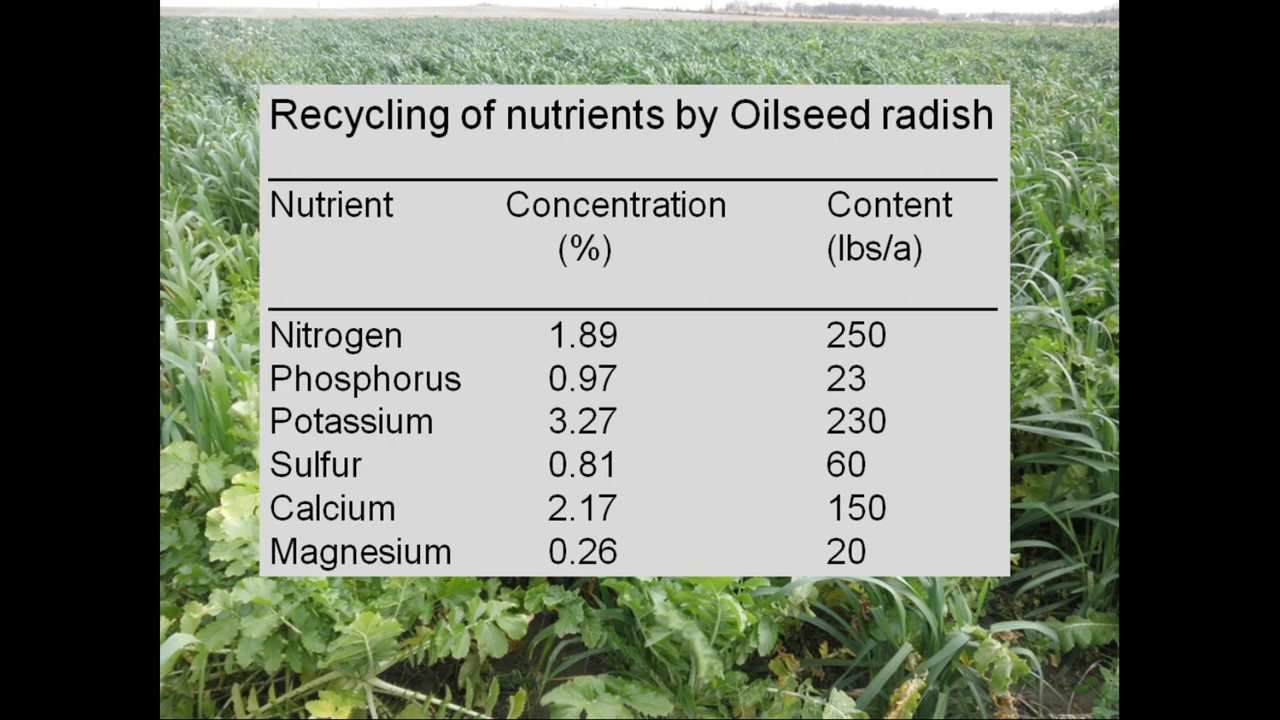 Recycling of nutrients by Oilseed radish
Nutrient Concentration Content
(%) (lbs/a)
Nitrogen 1.89 250
Phosphorus 0.97 23
Potassium 3.27 230
Sulfur 0.81 60
Calcium 2.17 150
Magnesium 0.26 20